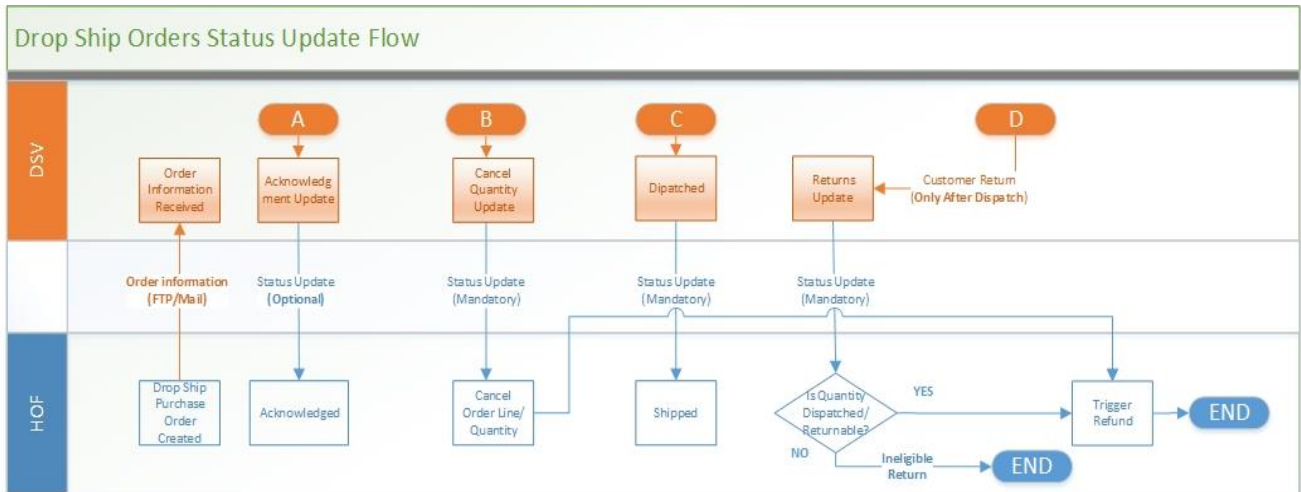 Drop Ship Orders Status Update Flow
DSV
A
B
C
D
Order
Information
Received
Acknowledg
ment Update
Cancel
Quantity
Update
Dipatched
Returns
Update
Customer Return
(Only After Dispatch)
Order information
(FTP/Mail)
Status Update
(Optional)
Status Update
(Mandatory)
Status Update
(Mandatory)
Status Update
(Mandatory)
HOF
Drop Ship
Purchase
Order
Created
Acknowledged
Cancel
Order Line/
Quantity
Shipped
Is Quantity
Dispatched/
Returnable?
YES
Trigger
Refund
END
NO
Ineligible
Return
END